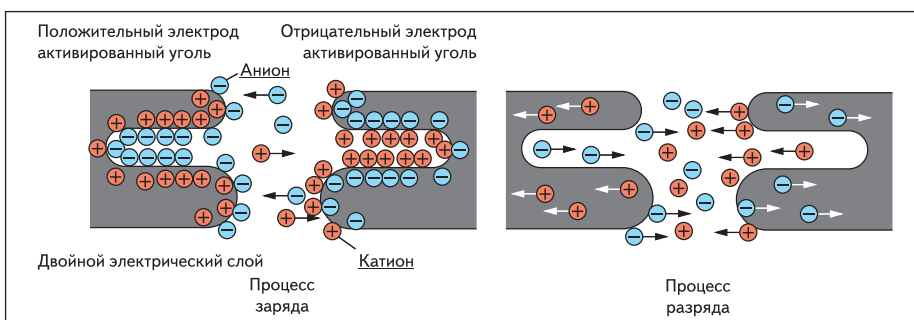 Положительный электрод
активированный уголь
Отрицательный электрод
активированный уголь
Анион
Двойной электрический слой
Катион
Процесс
заряда
Процесс
разряда